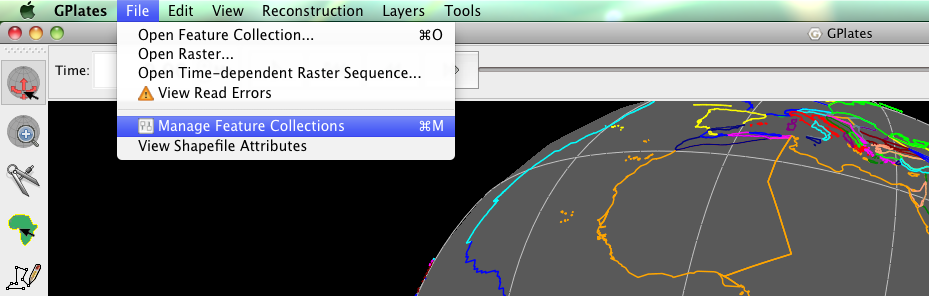 GPlates File Edit View Reconstruction Layers Tools
GPlates
Open Feature Collection... ⌘O
Open Raster...
Time:
Open Time-dependent Raster Sequence...
View Read Errors
Manage Feature Collections ⌘M
View Shapefile Attributes